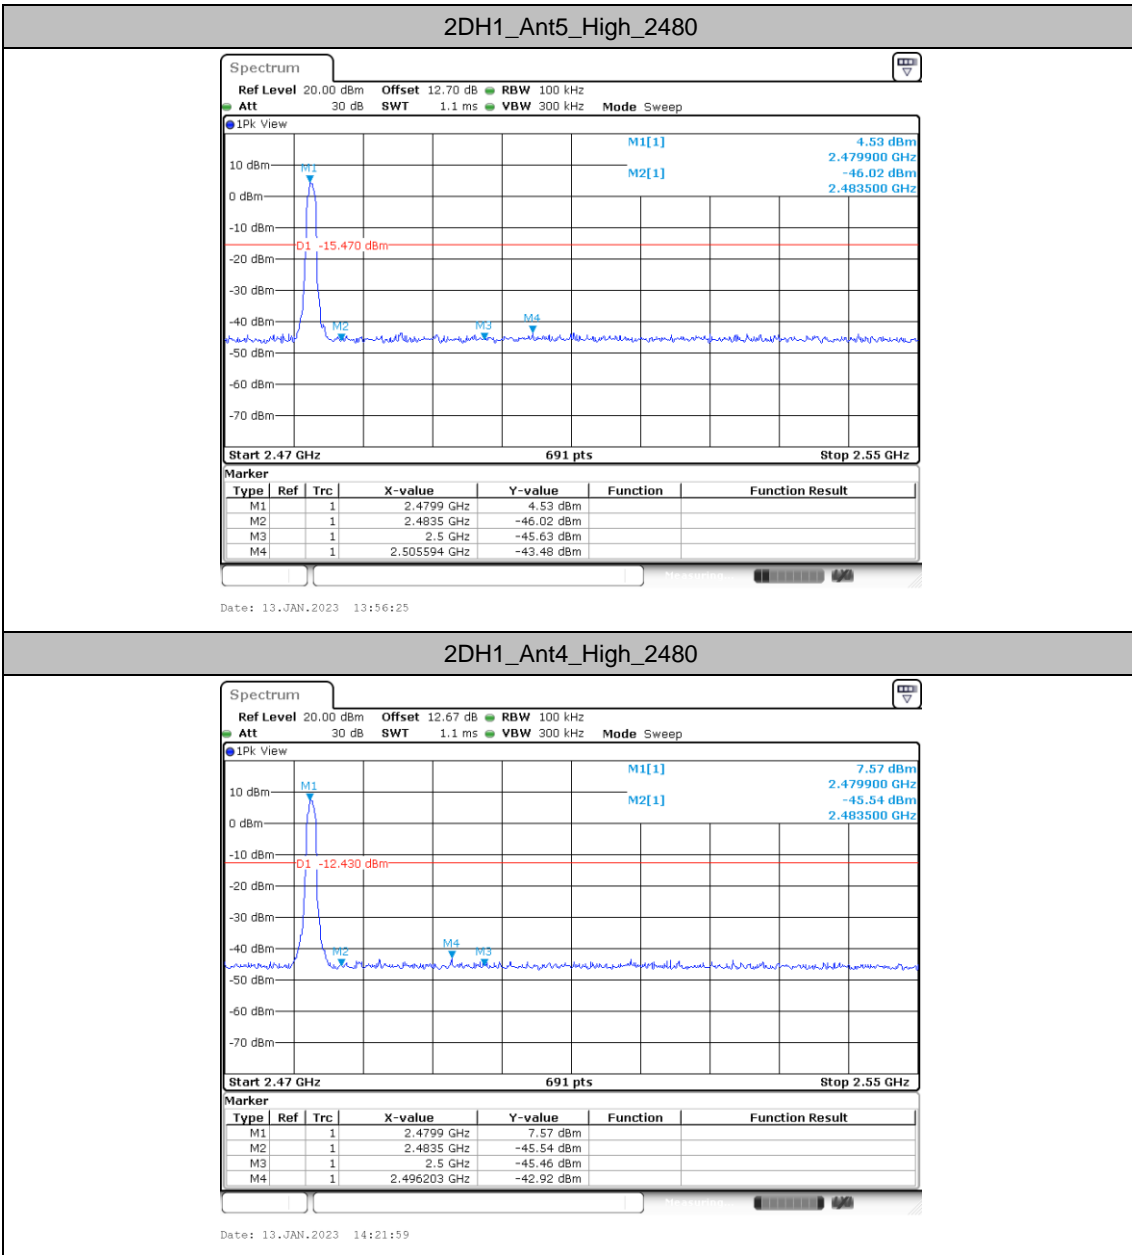 2DH1_Ant5_High_2480
Spectrum
Ref Level 20.00 dBm Offset 12.70 dB RBW 100 kHz
Att 30 dB SWT 1.1 ms VBW 300 kHz Mode Sweep
1Pk View
M1[1] 4.53 dBm
2.479900 GHz
M2[1] -46.02 dBm
2.483500 GHz
10 dBm
M1
0 dBm
-10 dBm
D1 -15.470 dBm
-20 dBm
-30 dBm
-40 dBm
M2 M3 M4
-50 dBm
-60 dBm
-70 dBm
Start 2.47 GHz 691 pts Stop 2.55 GHz
Marker
Type Ref Trc X-value Y-value Function Function Result
M1 1 2.4799 GHz 4.53 dBm
M2 1 2.4835 GHz -46.02 dBm
M3 1 2.5 GHz -45.63 dBm
M4 1 2.505594 GHz -43.48 dBm
Measuring...
Date: 13.JAN.2023 13:56:25
2DH1_Ant4_High_2480
Spectrum
Ref Level 20.00 dBm Offset 12.67 dB RBW 100 kHz
Att 30 dB SWT 1.1 ms VBW 300 kHz Mode Sweep
1Pk View
M1[1] 7.57 dBm
2.479900 GHz
M2[1] -45.54 dBm
2.483500 GHz
10 dBm
M1
0 dBm
-10 dBm
D1 -12.430 dBm
-20 dBm
-30 dBm
-40 dBm
M2 M4 M3
-50 dBm
-60 dBm
-70 dBm
Start 2.47 GHz 691 pts Stop 2.55 GHz
Marker
Type Ref Trc X-value Y-value Function Function Result
M1 1 2.4799 GHz 7.57 dBm
M2 1 2.4835 GHz -45.54 dBm
M3 1 2.5 GHz -45.46 dBm
M4 1 2.496203 GHz -42.92 dBm
Measuring...
Date: 13.JAN.2023 14:21:59